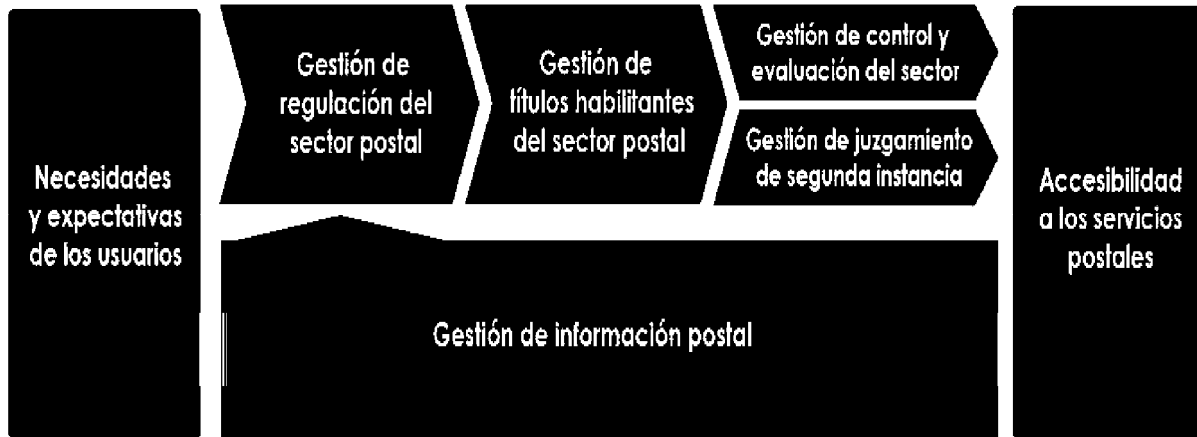 Necesidades
y expectativas
de los usuarios
Gestión de
regulación del
sector postal
Gestión de
títulos habilitantes
del sector postal
Gestión de control y
evaluación del sector
Gestión de juzgamiento
de segunda instancia
Gestión de información postal
Accesibilidad
a los servicios
postales